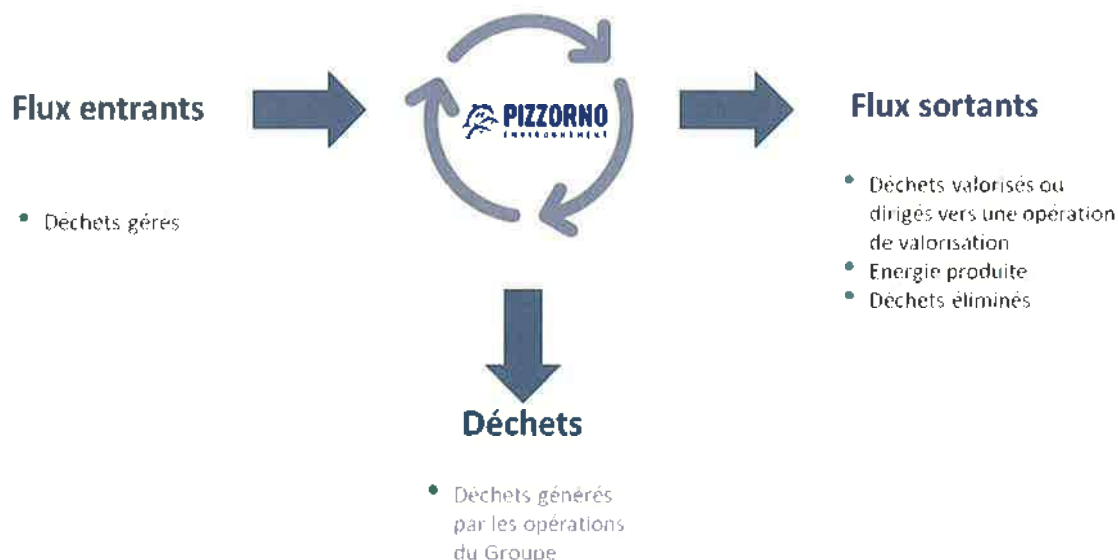 Flux entrants
PIZZORNO
ENVIRONNEMENT
Flux sortants
• Déchets gérés
• Déchets valorisés ou
dirigés vers une opération
de valorisation
• Energie produite
• Déchets éliminés
Déchets
• Déchets générés
par les opérations
du Groupe